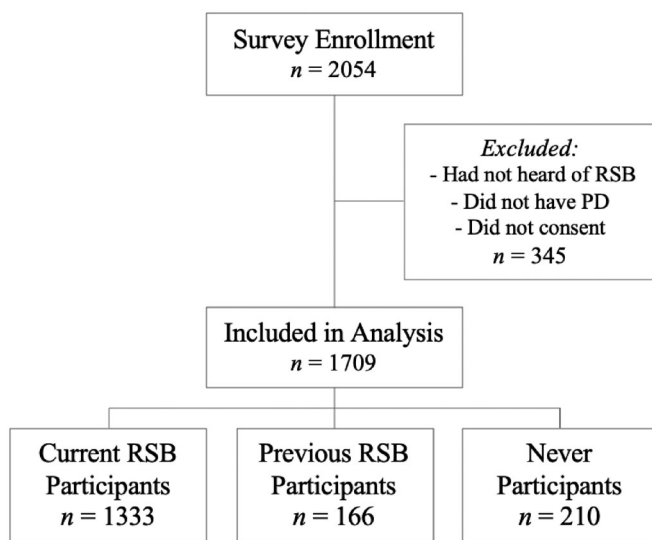 Survey Enrollment
n = 2054
Excluded:
- Had not heard of RSB
- Did not have PD
- Did not consent
n = 345
Included in Analysis
n = 1709
Current RSB
Participants
n = 1333
Previous RSB
Participants
n = 166
Never
Participants
n = 210